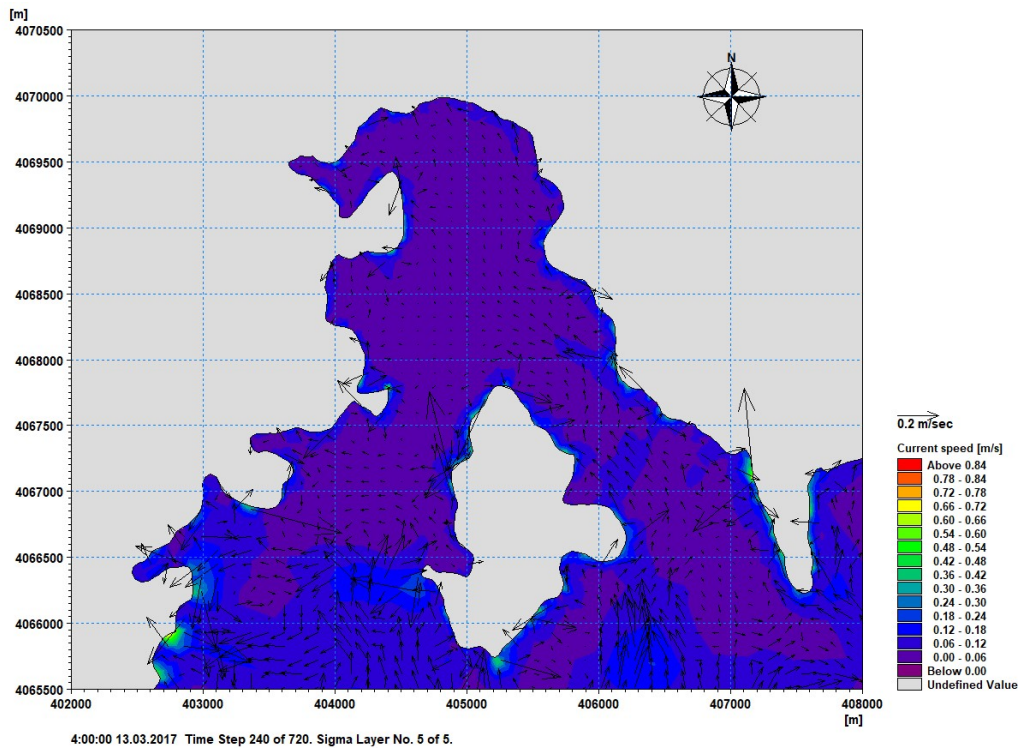 [m]
4070500
4070000
4069500
4069000
4068500
4068000
4067500
4067000
4066500
4066000
4065500
402000 403000 404000 405000 406000 407000 408000
[m]
N
0.2 m/sec
Current speed [m/s]
Above 0.84
0.78 - 0.84
0.72 - 0.78
0.66 - 0.72
0.60 - 0.66
0.54 - 0.60
0.48 - 0.54
0.42 - 0.48
0.36 - 0.42
0.30 - 0.36
0.24 - 0.30
0.18 - 0.24
0.12 - 0.18
0.06 - 0.12
0.00 - 0.06
Below 0.00
Undefined Value
4:00:00 13.03.2017 Time Step 240 of 720. Sigma Layer No. 5 of 5.